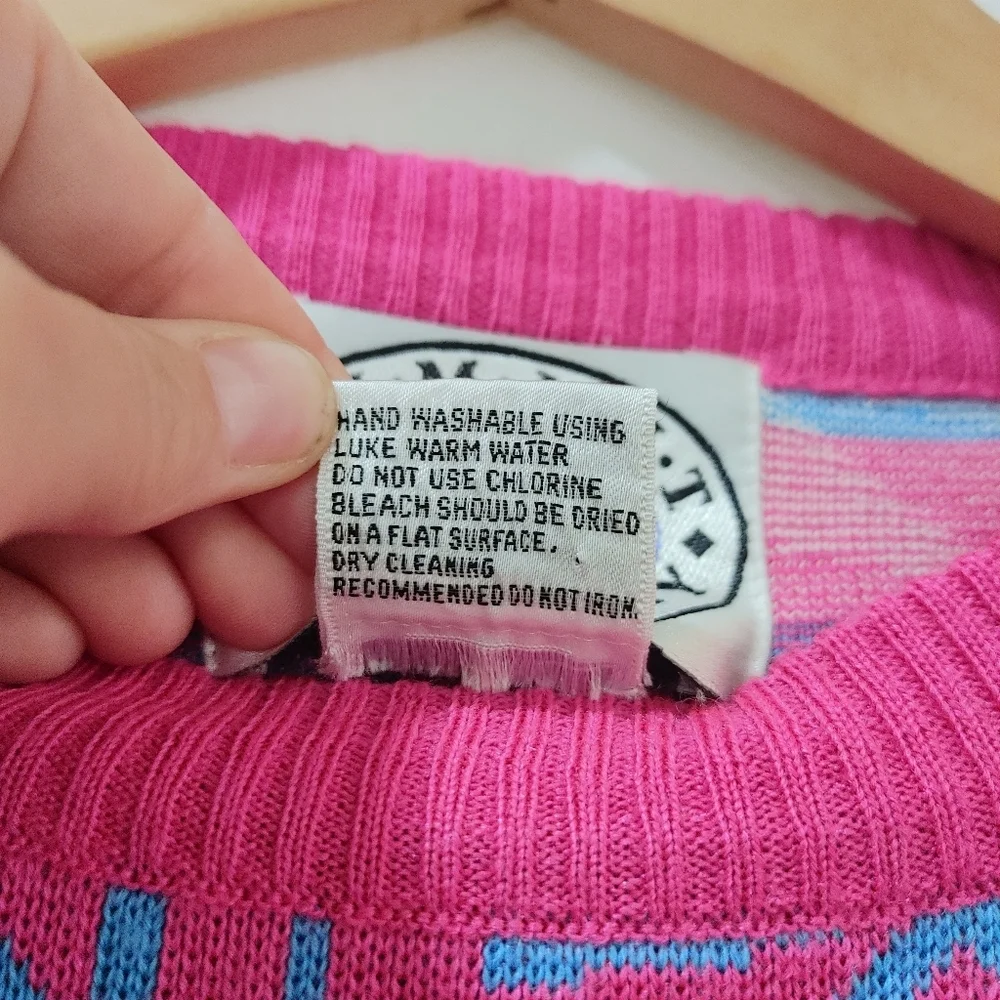 HAND WASHABLE USING
LUKE WARM WATER
DO NOT USE CHLORINE
BLEACH SHOULD BE DRIED
ON A FLAT SURFACE.
DRY CLEANING
RECOMMENDED DO NOT IRON.